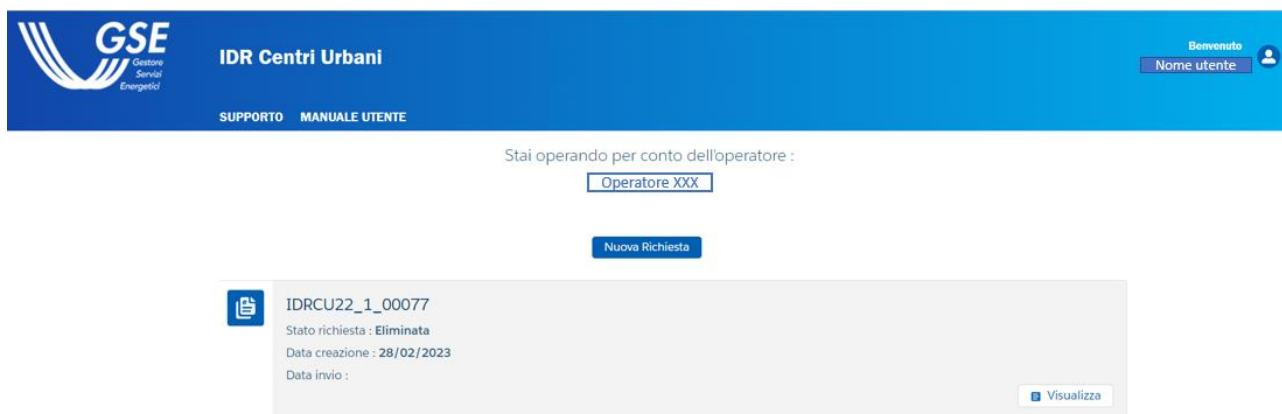 GSE
Gestore
Servizi
Energetici
IDR Centri Urbani
Benvenuto
Nome utente
SUPPORTO MANUALE UTENTE
Stai operando per conto dell'operatore :
Operatore XXX
Nuova Richiesta
IDRCU22_1_00077
Stato richiesta : Eliminata
Data creazione : 28/02/2023
Data invio :
Visualizza